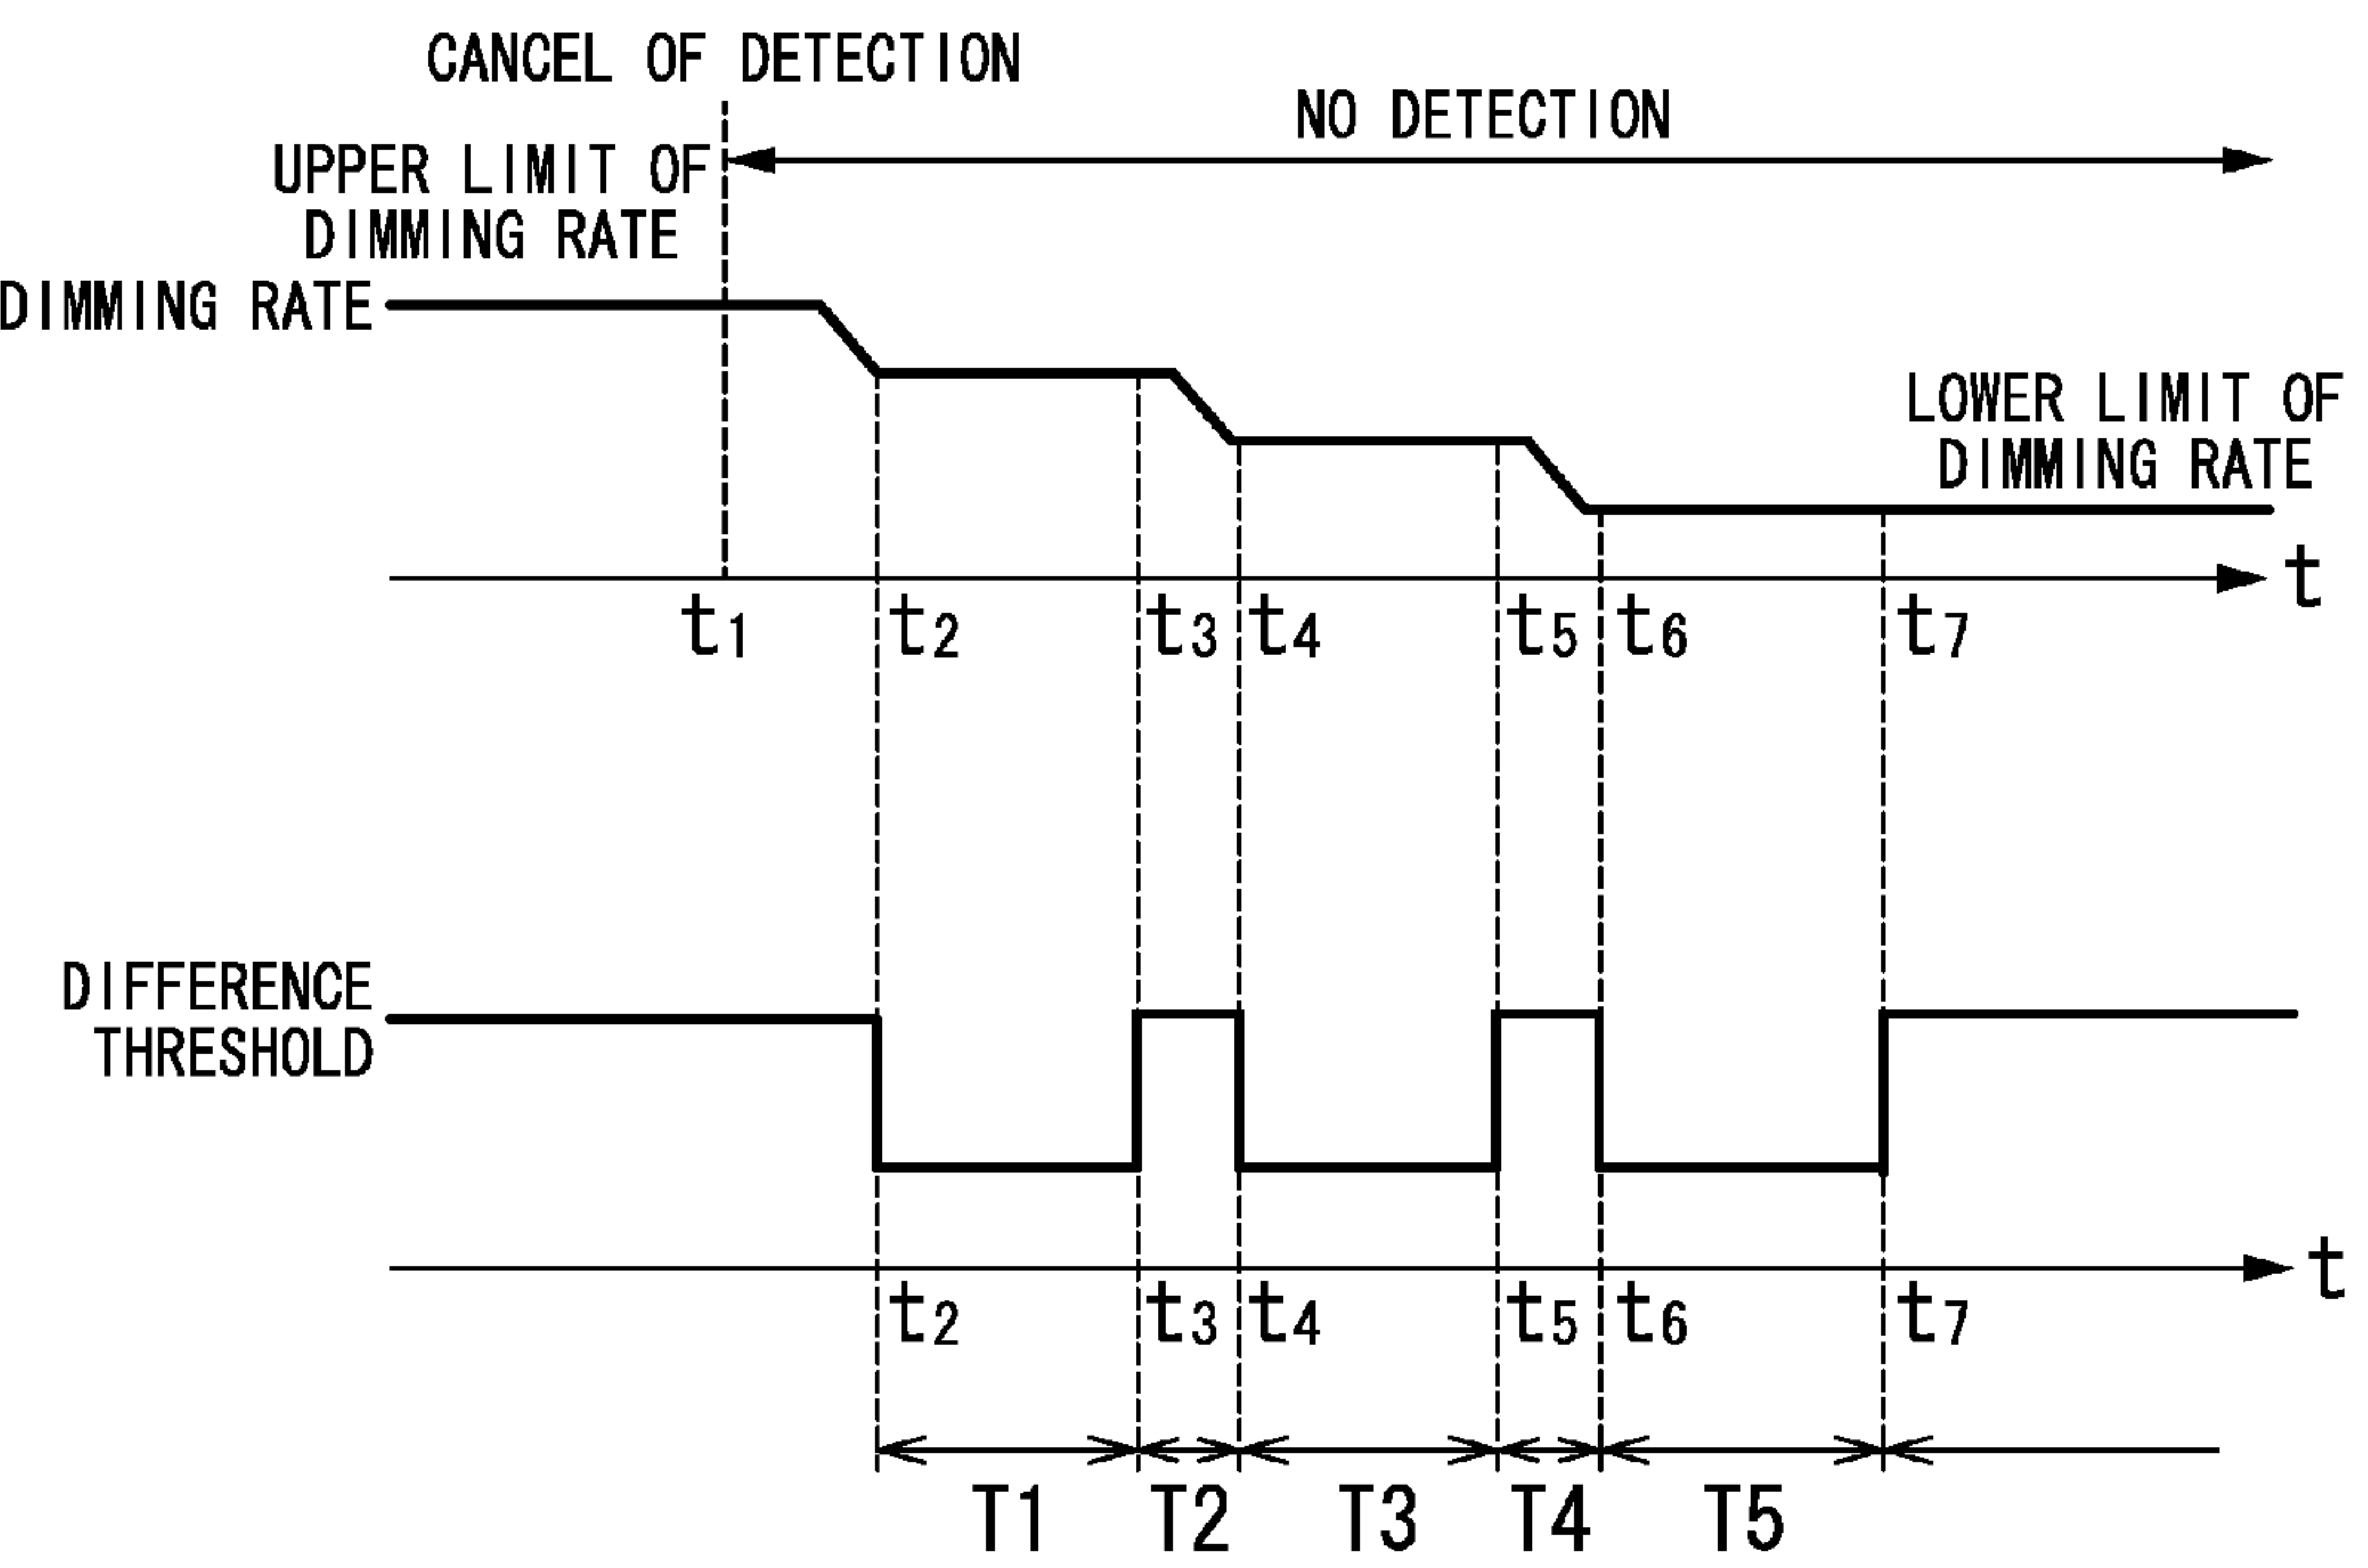 CANCEL OF DETECTION
NO DETECTION
UPPER LIMIT OF
DIMMING RATE
DIMMING RATE
LOWER LIMIT OF
DIMMING RATE
t
t1 t2 t3 t4 t5 t6 t7
DIFFERENCE
THRESHOLD
t
t2 t3 t4 t5 t6 t7
T1 T2 T3 T4 T5